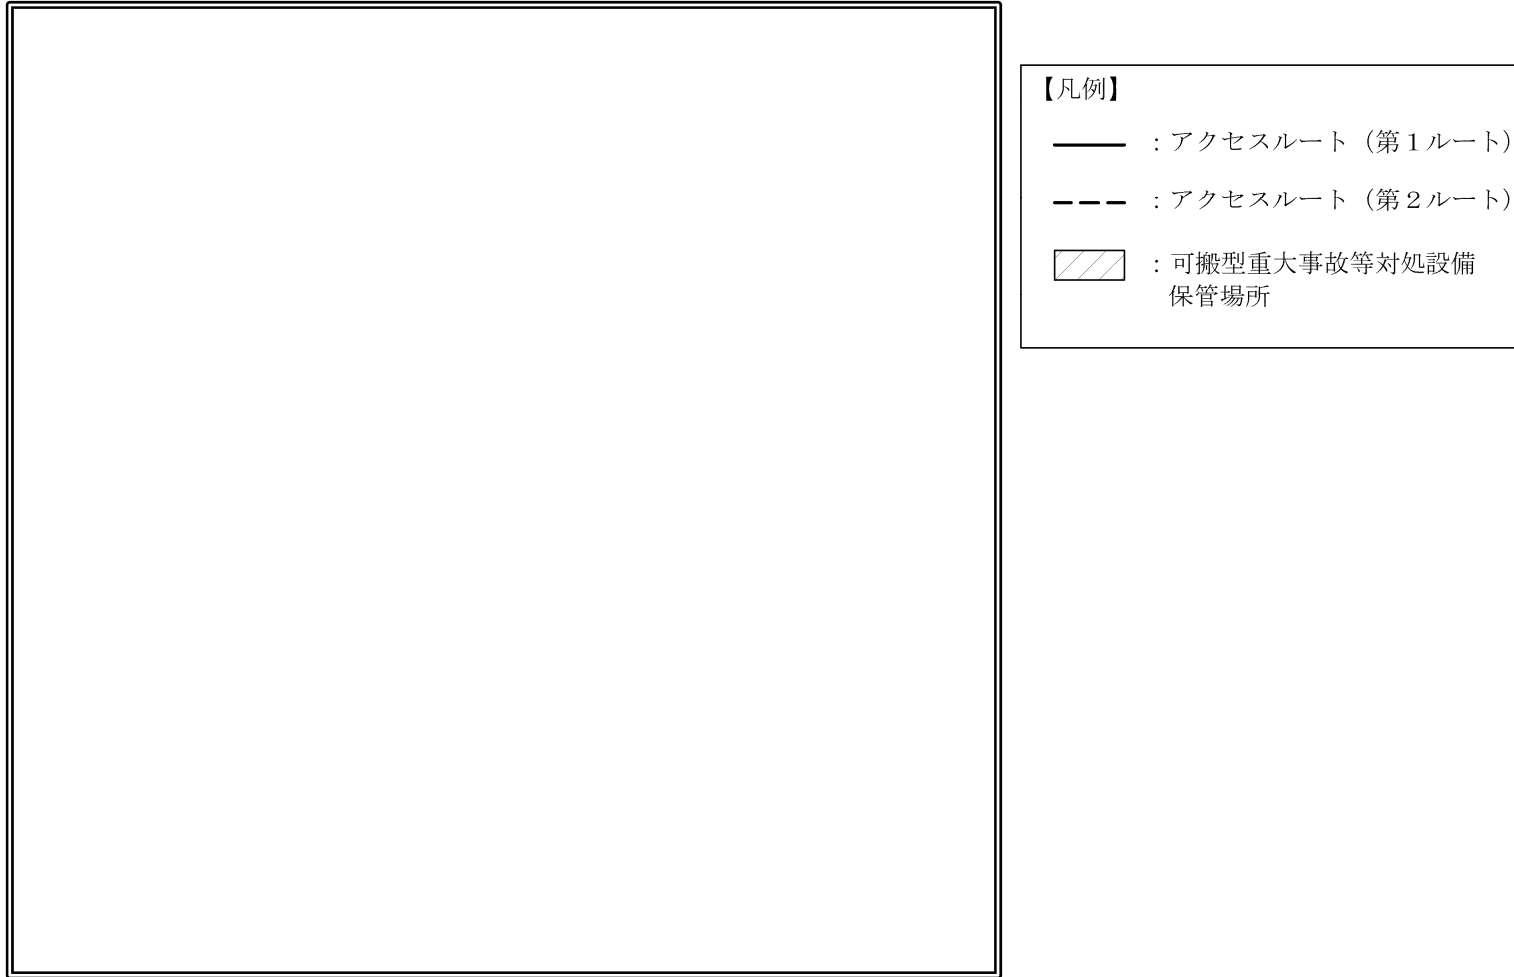 【凡例】
：アクセスルート（第１ルート）
：アクセスルート（第２ルート）
：可搬型重大事故等対処設備
保管場所